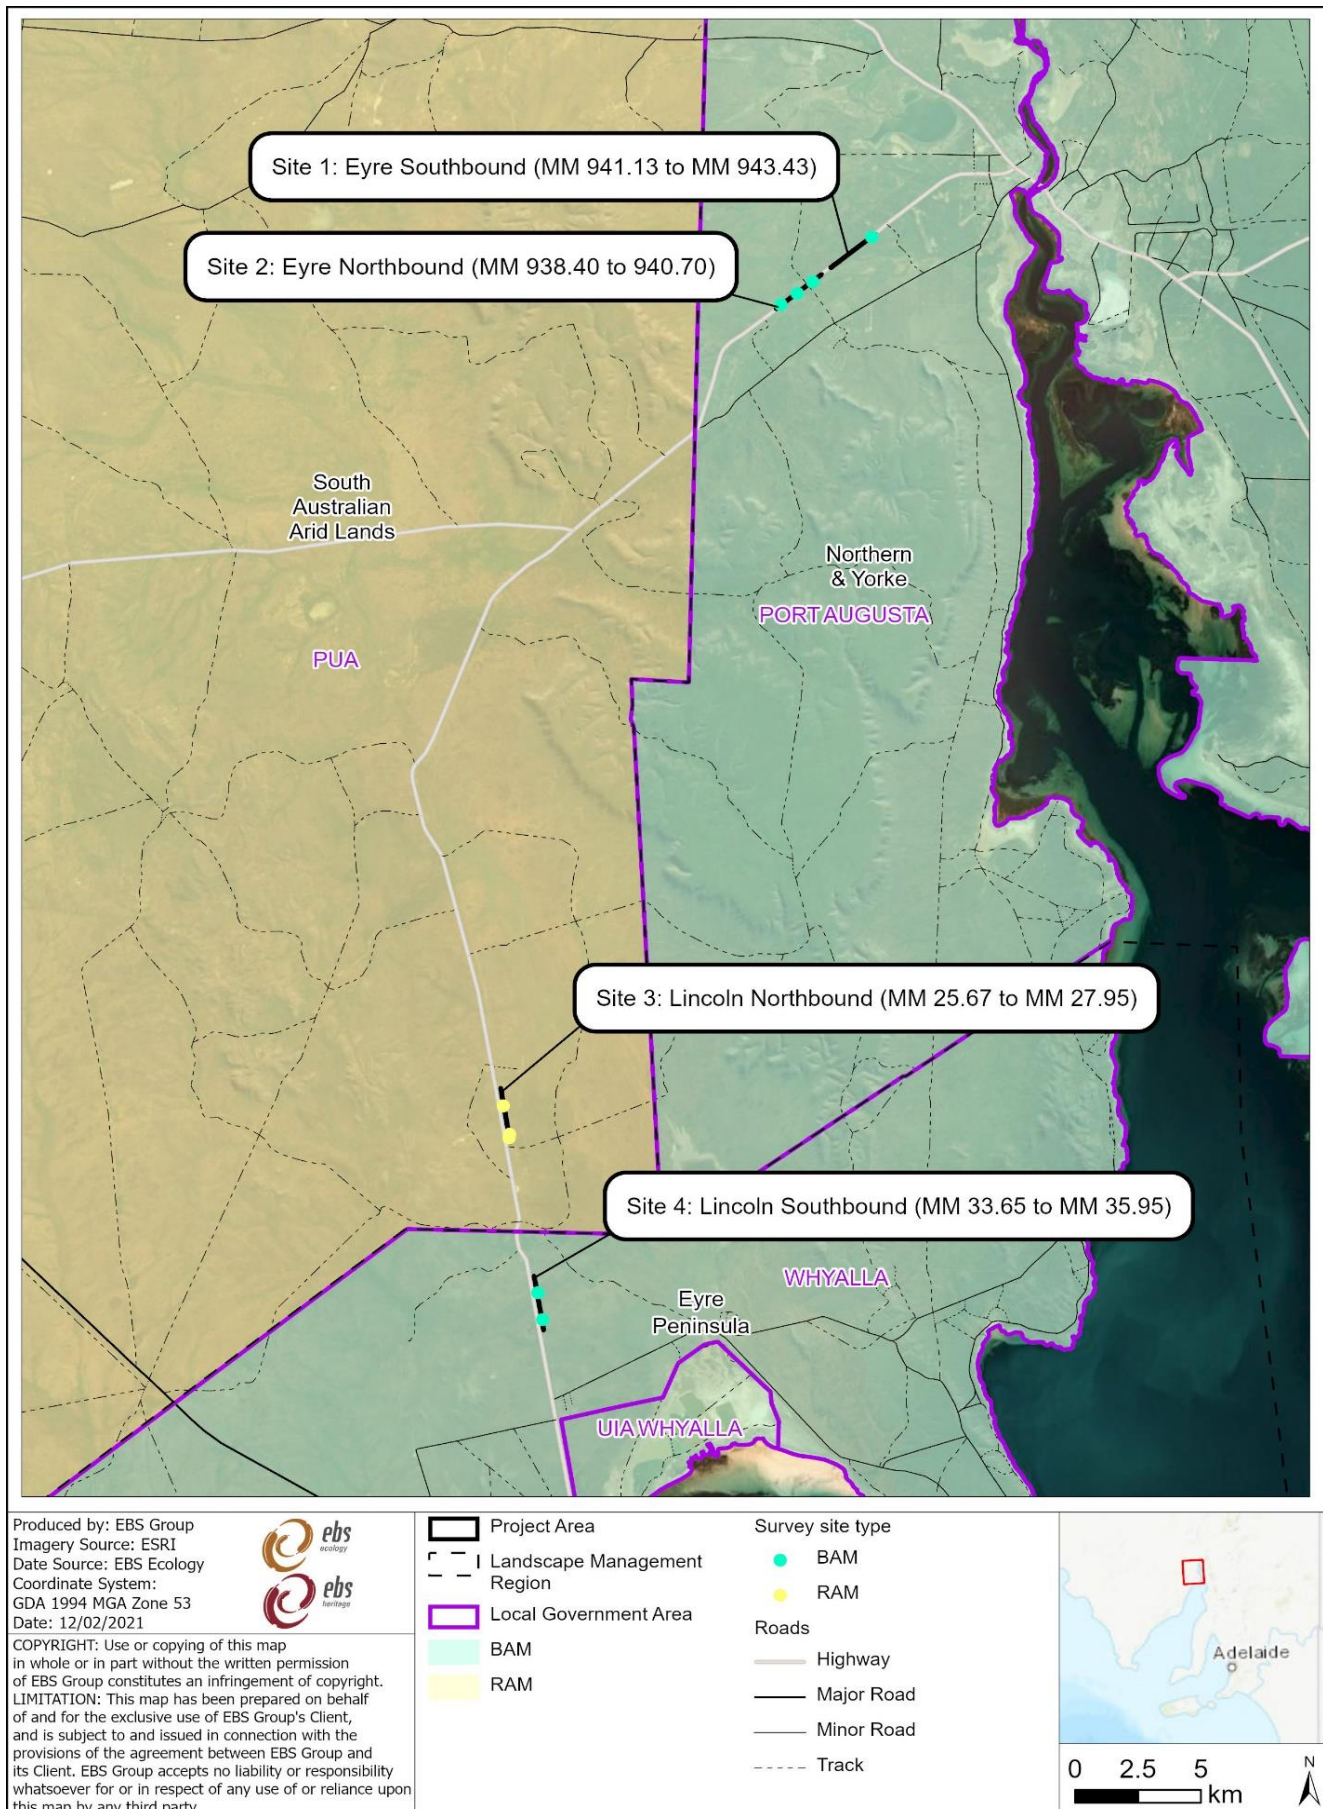 Site 1: Eyre Southbound (MM 941.13 to MM 943.43)
Site 2: Eyre Northbound (MM 938.40 to 940.70)
South
Australian
Arid Lands
Northern
& Yorke
PORT AUGUSTA
PUA
Site 3: Lincoln Northbound (MM 25.67 to MM 27.95)
Site 4: Lincoln Southbound (MM 33.65 to MM 35.95)
WHYALLA
Eyre
Peninsula
UIA WHYALLA
Produced by: EBS Group
Imagery Source: ESRI
Date Source: EBS Ecology
Coordinate System:
GDA 1994 MGA Zone 53
Date: 12/02/2021
ebs
ecology
ebs
heritage
COPYRIGHT: Use or copying of this map
in whole or in part without the written permission
of EBS Group constitutes an infringement of copyright.
LIMITATION: This map has been prepared on behalf
of and for the exclusive use of EBS Group's Client,
and is subject to and issued in connection with the
provisions of the agreement between EBS Group and
its Client. EBS Group accepts no liability or responsibility
whatsoever for or in respect of any use of or reliance upon
this map by any third party
Project Area
Landscape Management
Region
Local Government Area
BAM
RAM
Survey site type
BAM
RAM
Roads
Highway
Major Road
Minor Road
Track
Adelaide
0 2.5 5
km
N